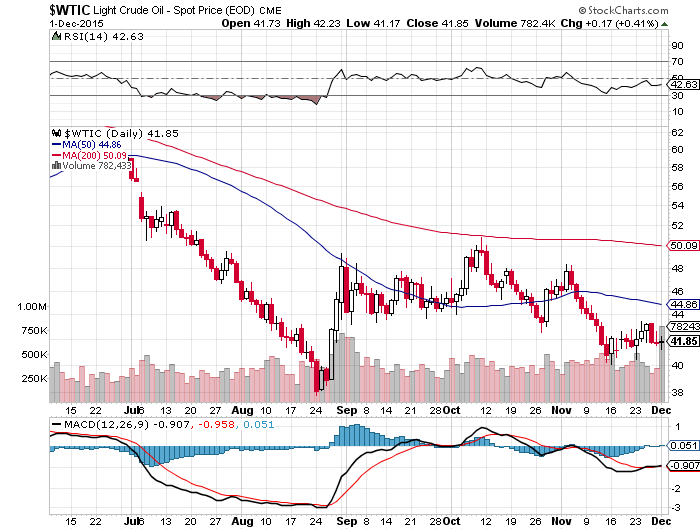 $WTIC Light Crude Oil - Spot Price (EOD) CME © StockCharts.com
1-Dec-2015 Open 41.73 High 42.23 Low 41.17 Close 41.85 Volume 782.4K Chg +0.17 (+0.41%)
RSI(14) 42.63
90
70
50
42.63
30
10
$WTIC (Daily) 41.85
MA(50) 44.86
MA(200) 50.09
Volume 782,433
62
60
58
56
54
52
50.09
48
46
44.86
44
1.00M
78243
750K
41.85
500K
40
250K
38
15 22 Jul 6 13 20 27 Aug 10 17 24 Sep 8 14 21 28 Oct 12 19 26 Nov 9 16 23 Dec
MACD(12,26,9) -0.907, -0.958, 0.051
1
0.051
-0.907
-2
-3
15 22 Jul 6 13 20 27 Aug 10 17 24 Sep 8 14 21 28 Oct 12 19 26 Nov 9 16 23 Dec